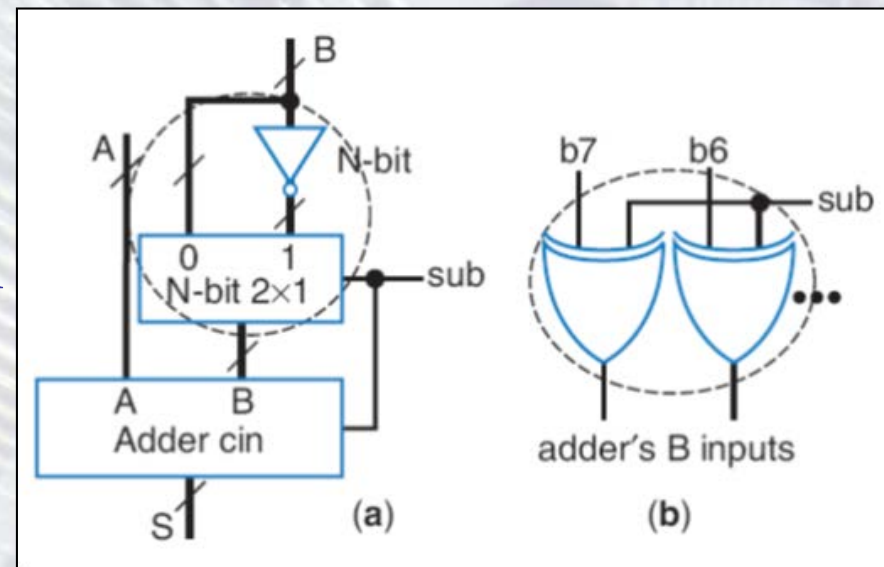 B
A
N-bit
0 1
N-bit 2×1
sub
A B
Adder cin
S
(a)
b7 b6
sub
adder's B inputs
(b)